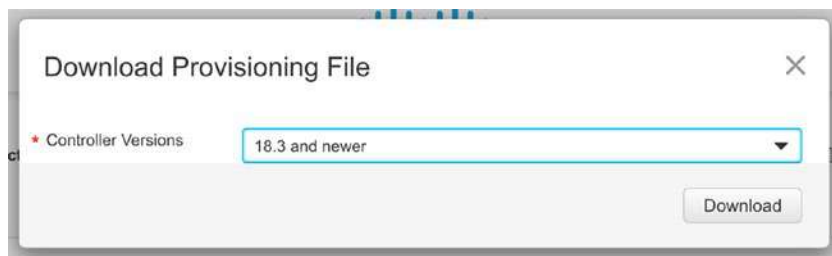 Download Provisioning File
* Controller Versions
18.3 and newer
Download